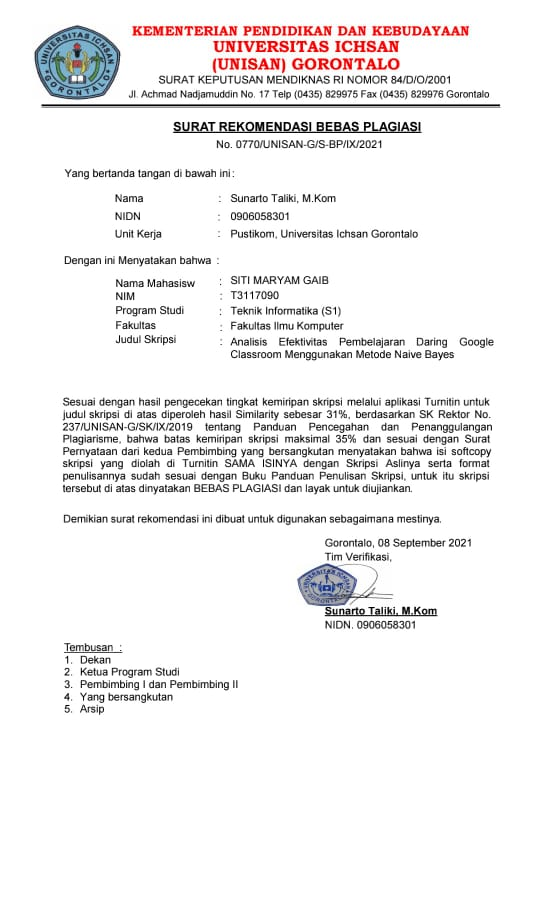 UNIVERSITAS ICHSAN
GORONTALO
KEMENTERIAN PENDIDIKAN DAN KEBUDAYAAN
UNIVERSITAS ICHSAN
(UNISAN) GORONTALO
SURAT KEPUTUSAN MENDIKNAS RI NOMOR 84/D/O/2001
Jl. Achmad Nadjamuddin No. 17 Telp (0435) 829975 Fax (0435) 829976 Gorontalo
SURAT REKOMENDASI BEBAS PLAGIASI
No. 0770/UNISAN-G/S-BP/IX/2021
Yang bertanda tangan di bawah ini :
Nama : Sunarto Taliki, M.Kom
NIDN : 0906058301
Unit Kerja : Pustikom, Universitas Ichsan Gorontalo
Dengan ini Menyatakan bahwa :
Nama Mahasisw : SITI MARYAM GAIB
NIM : T3117090
Program Studi : Teknik Informatika (S1)
Fakultas : Fakultas Ilmu Komputer
Judul Skripsi : Analisis Efektivitas Pembelajaran Daring Google
Classroom Menggunakan Metode Naive Bayes
Sesuai dengan hasil pengecekan tingkat kemiripan skripsi melalui aplikasi Turnitin untuk
judul skripsi di atas diperoleh hasil Similarity sebesar 31%, berdasarkan SK Rektor No.
237/UNISAN-G/SK/IX/2019 tentang Panduan Pencegahan dan Penanggulangan
Plagiarisme, bahwa batas kemiripan skripsi maksimal 35% dan sesuai dengan Surat
Pernyataan dari kedua Pembimbing yang bersangkutan menyatakan bahwa isi softcopy
skripsi yang diolah di Turnitin SAMA ISINYA dengan Skripsi Aslinya serta format
penulisannya sudah sesuai dengan Buku Panduan Penulisan Skripsi, untuk itu skripsi
tersebut di atas dinyatakan BEBAS PLAGIASI dan layak untuk diujiankan.
Demikian surat rekomendasi ini dibuat untuk digunakan sebagaimana mestinya.
Gorontalo, 08 September 2021
Tim Verifikasi,
UNIVERSITAS ICHSAN
GORONTALO
Sunarto Taliki, M.Kom
NIDN. 0906058301
Tembusan :
1. Dekan
2. Ketua Program Studi
3. Pembimbing I dan Pembimbing II
4. Yang bersangkutan
5. Arsip